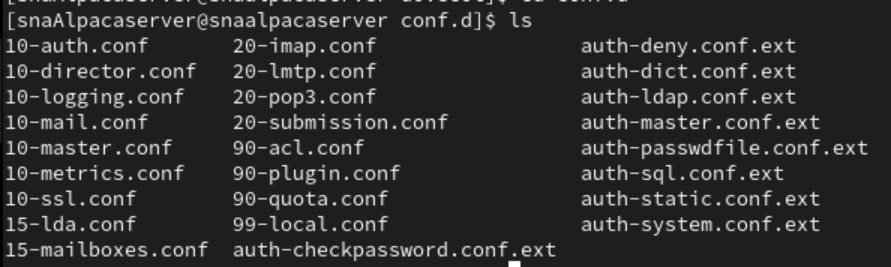 [snaAlpacaserver@snaalpacaserver conf.d]$ ls
10-auth.conf 20-imap.conf auth-deny.conf.ext
10-director.conf 20-lmtp.conf auth-dict.conf.ext
10-logging.conf 20-pop3.conf auth-ldap.conf.ext
10-mail.conf 20-submission.conf auth-master.conf.ext
10-master.conf 90-acl.conf auth-passwdfile.conf.ext
10-metrics.conf 90-plugin.conf auth-sql.conf.ext
10-ssl.conf 90-quota.conf auth-static.conf.ext
15-lda.conf 99-local.conf auth-system.conf.ext
15-mailboxes.conf auth-checkpassword.conf.ext